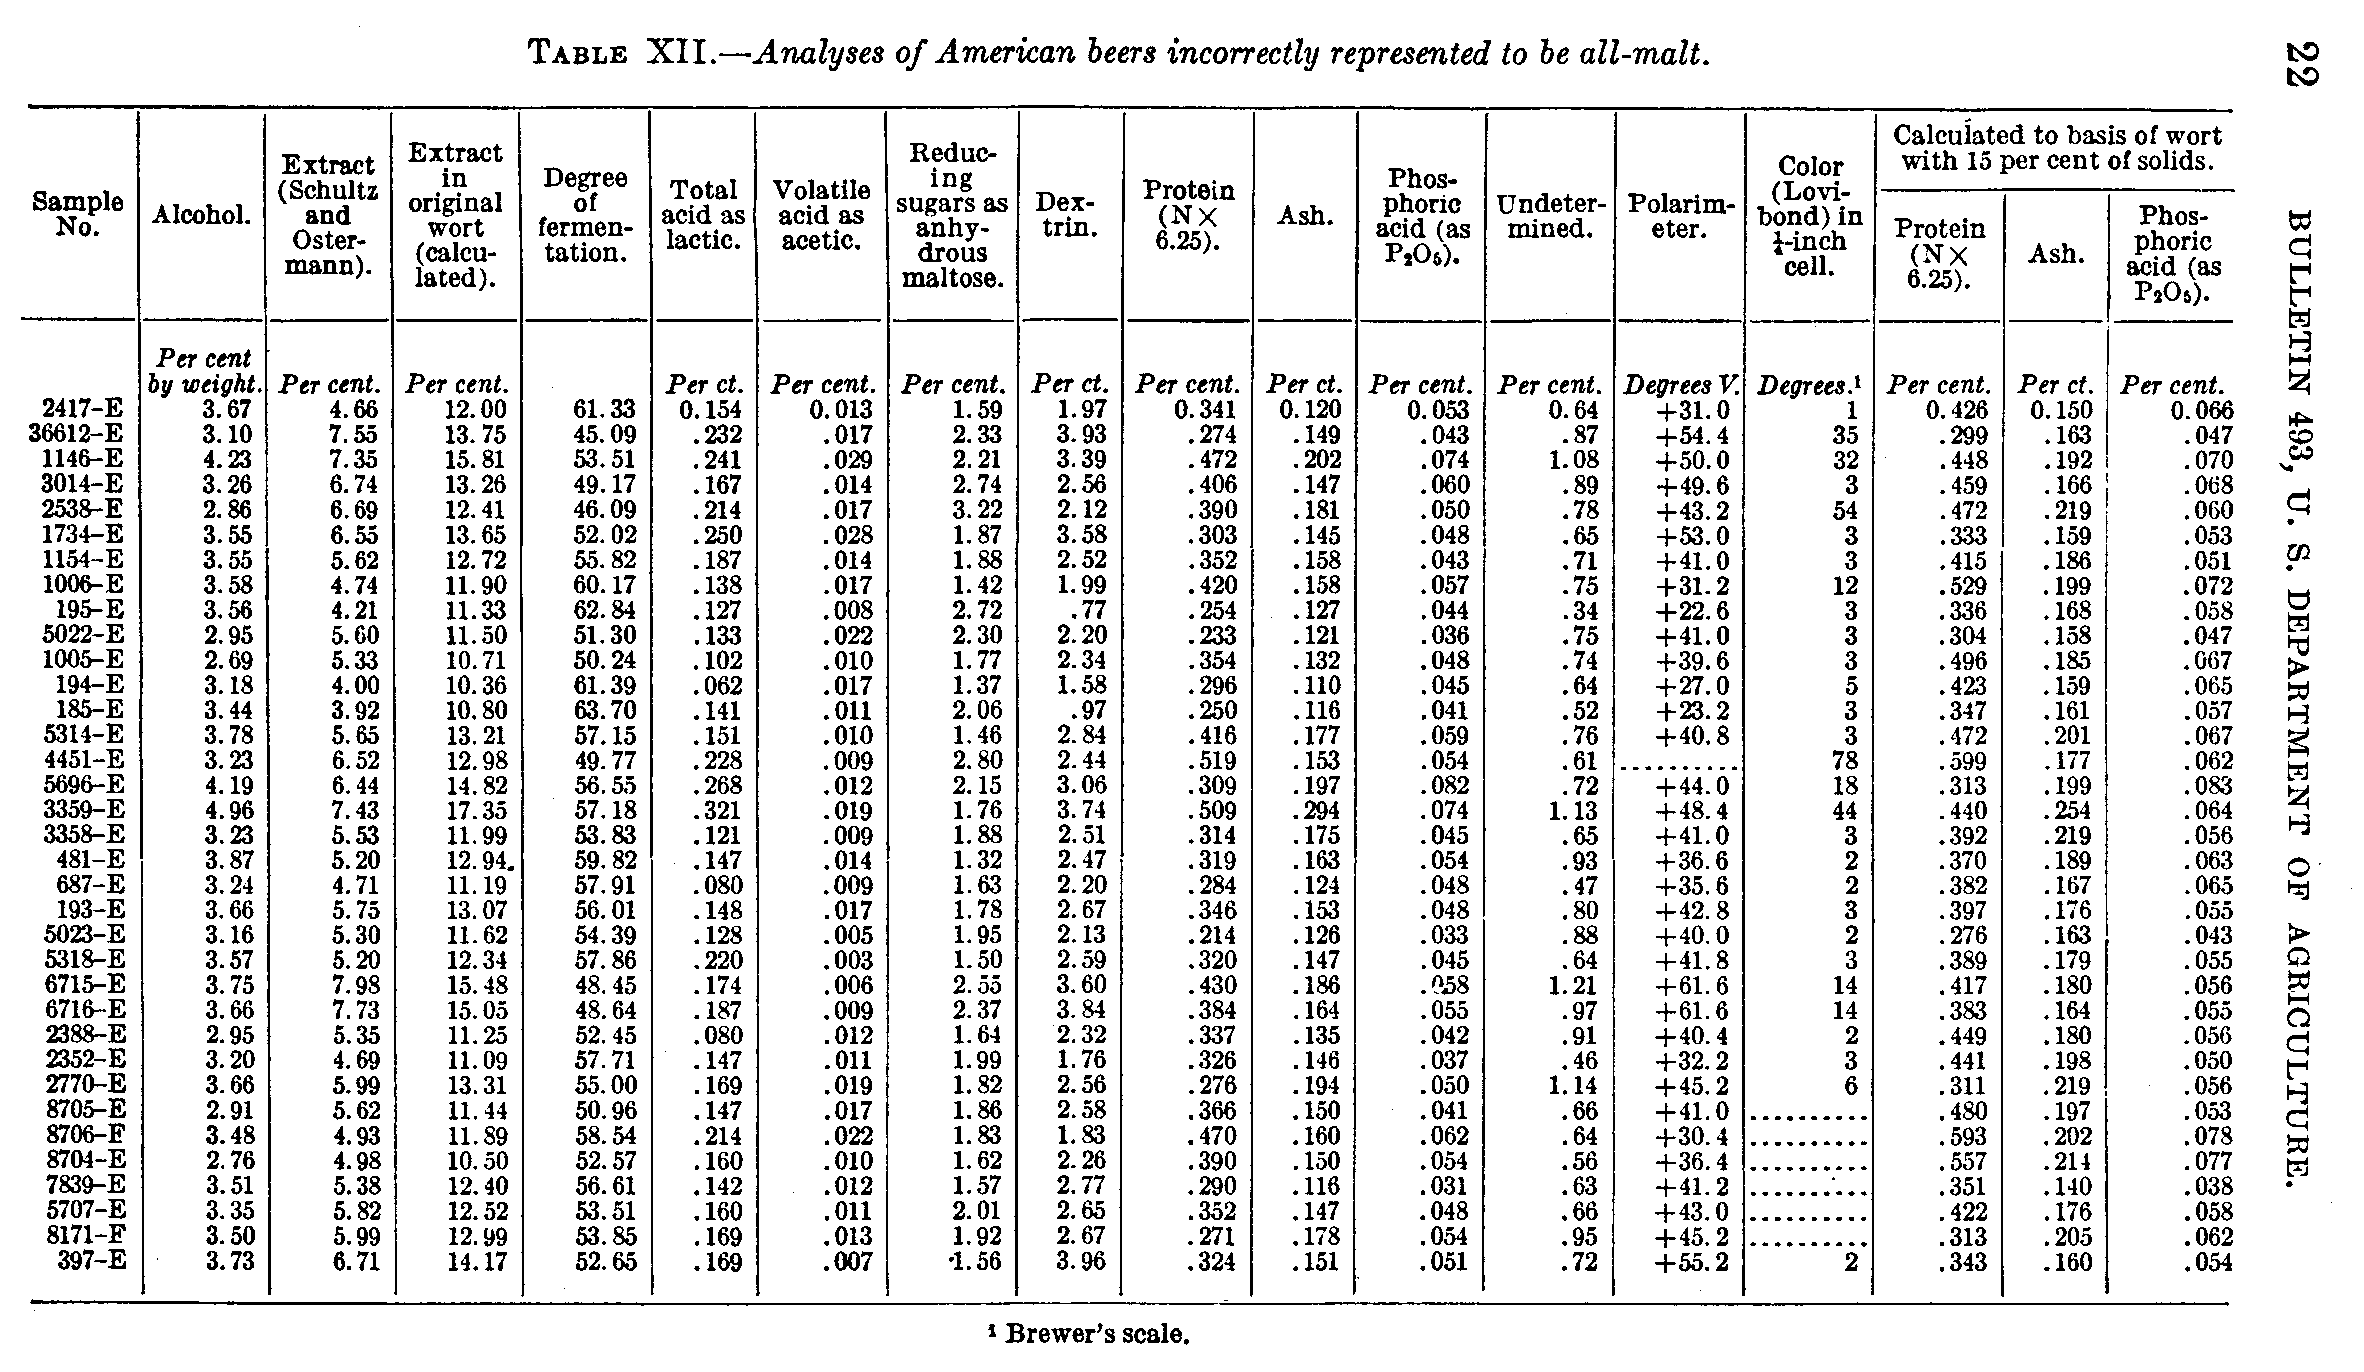 TABLE XII.—Analyses of American beers incorrectly represented to be all-malt.
22
BULLETIN 493, U. S. DEPARTMENT OF AGRICULTURE.
Sample
No.
Alcohol.
Extract
(Schultz
and
Oster-
mann).
Extract
in
original
wort
(calcu-
lated).
Degree
of
fermen-
tation.
Total
acid as
lactic.
Volatile
acid as
acetic.
Reduc-
ing
sugars as
anhy-
drous
maltose.
Dex-
trin.
Protein
(N×
6.25).
Ash.
Phos-
phoric
acid (as
P₂O₅).
Undeter-
mined.
Polarim-
eter.
Color
(Lovi-
bond) in
¼-inch
cell.
Calculated to basis of wort
with 15 per cent of solids.
Protein
(N×
6.25).
Ash.
Phos-
phoric
acid (as
P₂O₅).
Per cent
by weight. Per cent. Per cent. Per ct. Per cent. Per cent. Per ct. Per cent. Per ct. Per cent. Per cent. Degrees V. Degrees.¹ Per cent. Per ct. Per cent.
2417–E 3.67 4.66 12.00 61.33 0.154 0.013 1.59 1.97 0.341 0.120 0.053 0.64 +31.0 1 0.426 0.150 0.066
36612–E 3.10 7.55 13.75 45.09 .232 .017 2.33 3.93 .274 .149 .043 .87 +54.4 35 .299 .163 .047
1146–E 4.23 7.35 15.81 53.51 .241 .029 2.21 3.39 .472 .202 .074 1.08 +50.0 32 .448 .192 .070
3014–E 3.26 6.74 13.26 49.17 .167 .014 2.74 2.56 .406 .147 .060 .89 +49.6 3 .459 .166 .068
2538–E 2.86 6.69 12.41 46.09 .214 .017 3.22 2.12 .390 .181 .050 .78 +43.2 54 .472 .219 .060
1734–E 3.55 6.55 13.65 52.02 .250 .028 1.87 3.58 .303 .145 .048 .65 +53.0 3 .333 .159 .053
1154–E 3.55 5.62 12.72 55.82 .187 .014 1.88 2.52 .352 .158 .043 .71 +41.0 3 .415 .186 .051
1006–E 3.58 4.74 11.90 60.17 .138 .017 1.42 1.99 .420 .158 .057 .75 +31.2 12 .529 .199 .072
195–E 3.56 4.21 11.33 62.84 .127 .008 2.72 .77 .254 .127 .044 .34 +22.6 3 .336 .168 .058
5022–E 2.95 5.60 11.50 51.30 .133 .022 2.30 2.20 .233 .121 .036 .75 +41.0 3 .304 .158 .047
1005–E 2.69 5.33 10.71 50.24 .102 .010 1.77 2.34 .354 .132 .048 .74 +39.6 3 .496 .185 .067
194–E 3.18 4.00 10.36 61.39 .062 .017 1.37 1.58 .296 .110 .045 .64 +27.0 5 .423 .159 .065
185–E 3.44 3.92 10.80 63.70 .141 .011 2.06 .97 .250 .116 .041 .52 +23.2 3 .347 .161 .057
5314–E 3.78 5.65 13.21 57.15 .151 .010 1.46 2.84 .416 .177 .059 .76 +40.8 3 .472 .201 .067
4451–E 3.23 6.52 12.98 49.77 .228 .009 2.80 2.44 .519 .153 .054 .61 .......... 78 .599 .177 .062
5696–E 4.19 6.44 14.82 56.55 .268 .012 2.15 3.06 .309 .197 .082 .72 +44.0 18 .313 .199 .083
3359–E 4.96 7.43 17.35 57.18 .321 .019 1.76 3.74 .509 .294 .074 1.13 +48.4 44 .440 .254 .064
3358–E 3.23 5.53 11.99 53.83 .121 .009 1.88 2.51 .314 .175 .045 .65 +41.0 3 .392 .219 .056
481–E 3.87 5.20 12.94. 59.82 .147 .014 1.32 2.47 .319 .163 .054 .93 +36.6 2 .370 .189 .063
687–E 3.24 4.71 11.19 57.91 .080 .009 1.63 2.20 .284 .124 .048 .47 +35.6 2 .382 .167 .065
193–E 3.66 5.75 13.07 56.01 .148 .017 1.78 2.67 .346 .153 .048 .80 +42.8 3 .397 .176 .055
5023–E 3.16 5.30 11.62 54.39 .128 .005 1.95 2.13 .214 .126 .033 .88 +40.0 2 .276 .163 .043
5318–E 3.57 5.20 12.34 57.86 .220 .003 1.50 2.59 .320 .147 .045 .64 +41.8 3 .389 .179 .055
6715–E 3.75 7.98 15.48 48.45 .174 .006 2.55 3.60 .430 .186 .058 1.21 +61.6 14 .417 .180 .056
6716–E 3.66 7.73 15.05 48.64 .187 .009 2.37 3.84 .384 .164 .055 .97 +61.6 14 .383 .164 .055
2388–E 2.95 5.35 11.25 52.45 .080 .012 1.64 2.32 .337 .135 .042 .91 +40.4 2 .449 .180 .056
2352–E 3.20 4.69 11.09 57.71 .147 .011 1.99 1.76 .326 .146 .037 .46 +32.2 3 .441 .198 .050
2770–E 3.66 5.99 13.31 55.00 .169 .019 1.82 2.56 .276 .194 .050 1.14 +45.2 6 .311 .219 .056
8705–E 2.91 5.62 11.44 50.96 .147 .017 1.86 2.58 .366 .150 .041 .66 +41.0 .......... .480 .197 .053
8706–F 3.48 4.93 11.89 58.54 .214 .022 1.83 1.83 .470 .160 .062 .64 +30.4 .......... .593 .202 .078
8704–E 2.76 4.98 10.50 52.57 .160 .010 1.62 2.26 .390 .150 .054 .56 +36.4 .......... .557 .214 .077
7839–E 3.51 5.38 12.40 56.61 .142 .012 1.57 2.77 .290 .116 .031 .63 +41.2 .......... .351 .140 .038
5707–E 3.35 5.82 12.52 53.51 .160 .011 2.01 2.65 .352 .147 .048 .66 +43.0 .......... .422 .176 .058
8171–F 3.50 5.99 12.99 53.85 .169 .013 1.92 2.67 .271 .178 .054 .95 +45.2 .......... .313 .205 .062
397–E 3.73 6.71 14.17 52.65 .169 .007 1.56 3.96 .324 .151 .051 .72 +55.2 2 .343 .160 .054
¹ Brewer's scale.